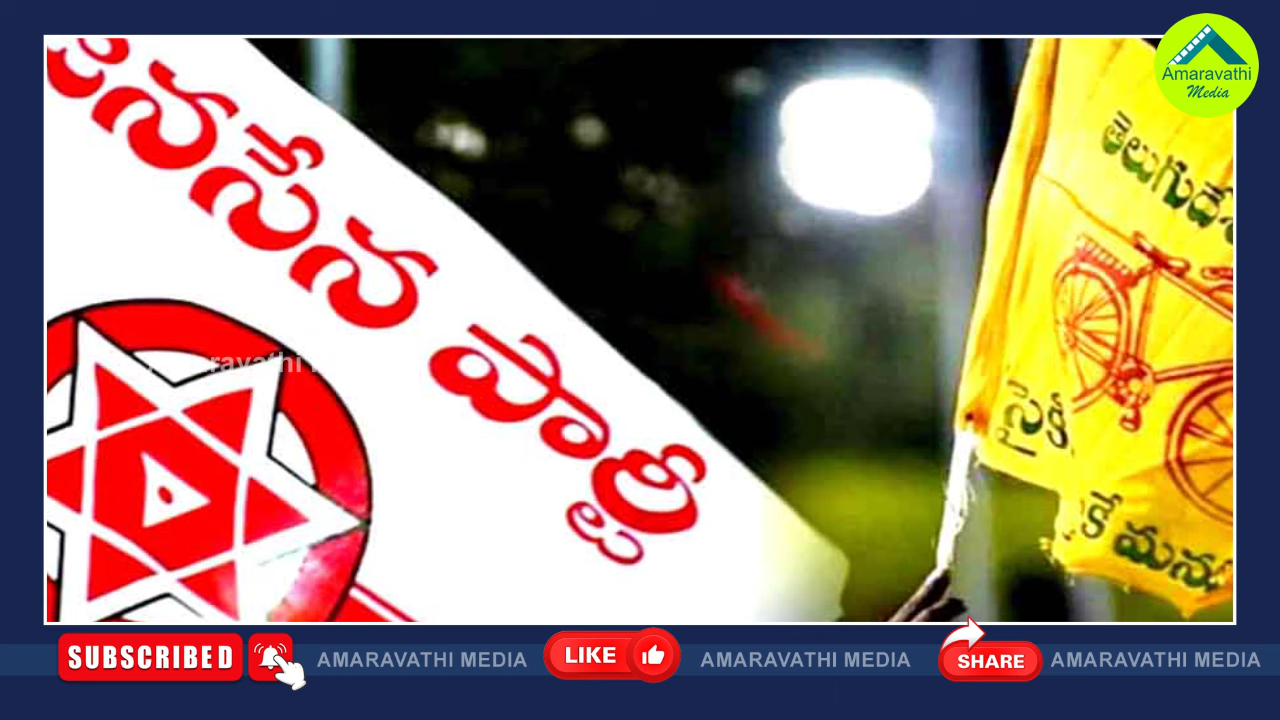 జనసేన పార్టీ
Amaravathi
Media
తెలుగుదే
సైకి
కే మన
SUBSCRIBED
AMARAVATHI MEDIA
LIKE
AMARAVATHI MEDIA
SHARE
AMARAVATHI MEDIA